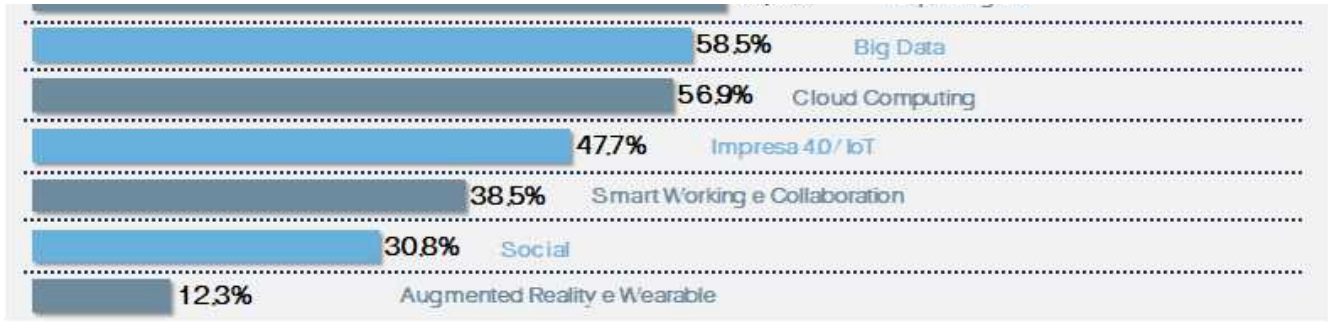 58,5% Big Data
56,9% Cloud Computing
47,7% Impresa 4.0 / IoT
38,5% Smart Working e Collaboration
30,8% Social
12,3% Augmented Reality e Wearable